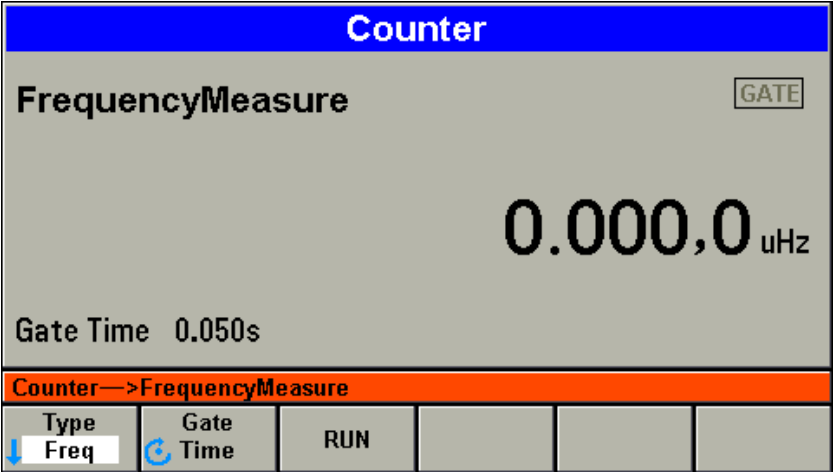 Counter
FrequencyMeasure
GATE
0.000,0 uHz
Gate Time 0.050s
Counter—>FrequencyMeasure
Type
Freq
Gate
Time
RUN